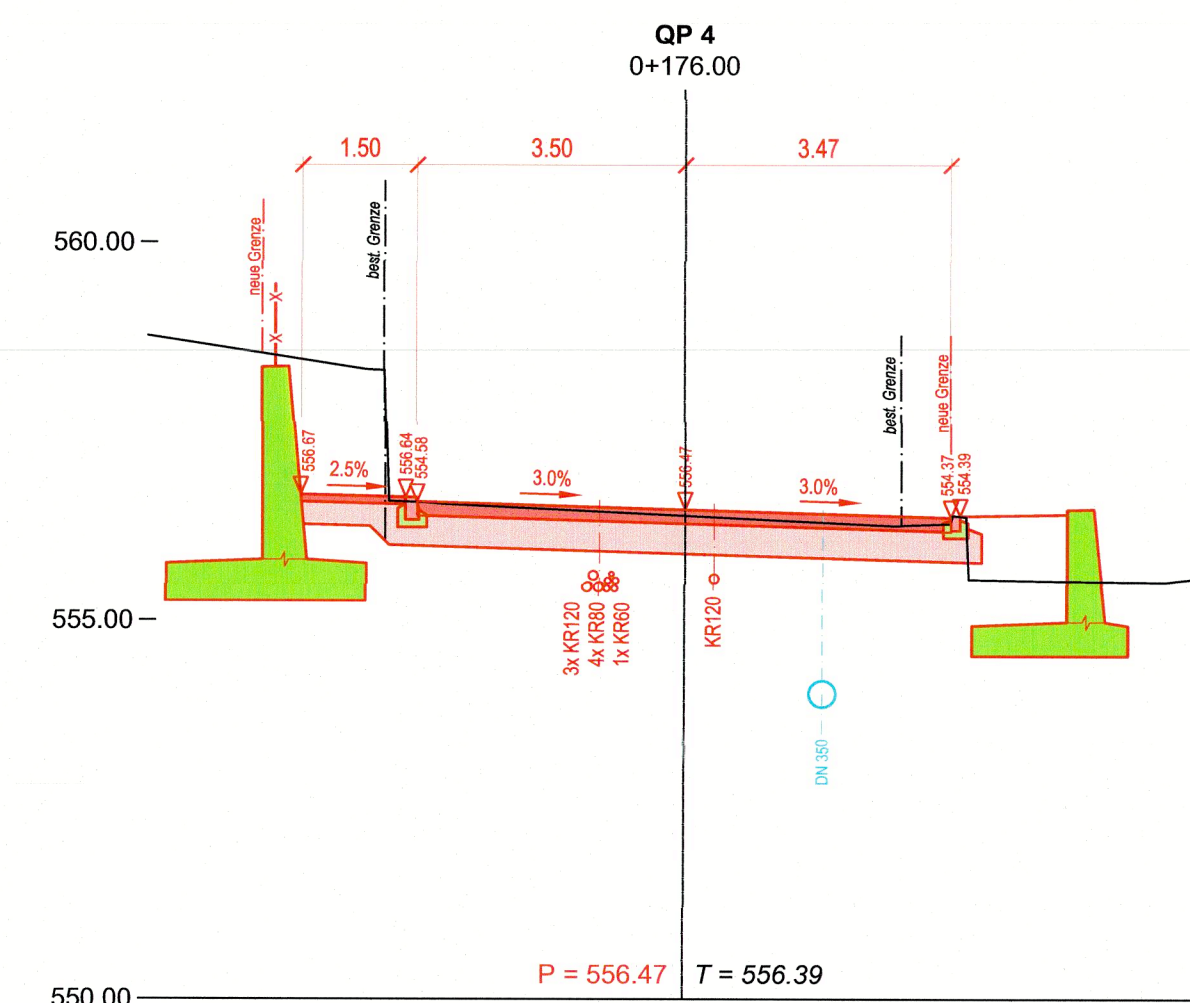 QP 4
0+176.00
1.50
3.50
3.47
560.00
neue Grenze
best. Grenze
X
X
best. Grenze
neue Grenze
556.67
2.5%
556.64
554.58
3.0%
556.47
3.0%
554.37
554.39
555.00
3x KR120
4x KR80
1x KR60
KR120
DN 350
P = 556.47
T = 556.39
550.00